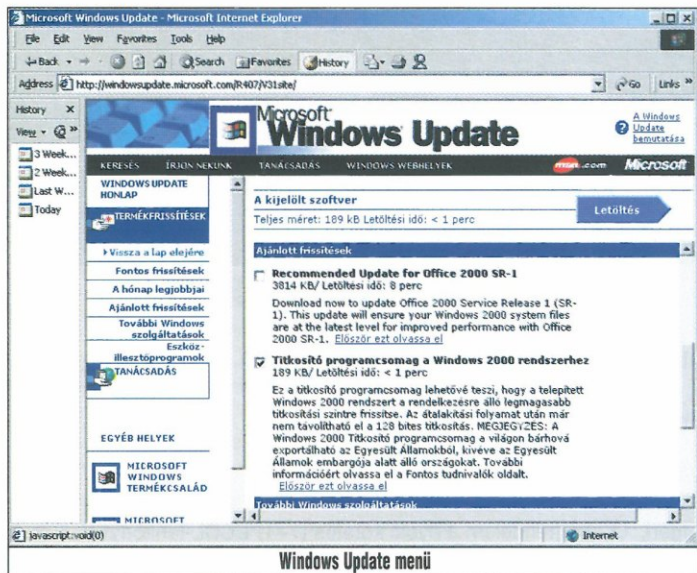 Microsoft Windows Update - Microsoft Internet Explorer
File Edit View Favorites Tools Help
Back Search Favorites History
Address http://windowsupdate.microsoft.com/R407/V31site/ Go Links »
History X
View »
3 Week...
2 Week...
Last W...
Today
Microsoft
Windows Update
A Windows
Update
bemutatása
KERESÉS ÍRJON NEKÜNK TANÁCSADÁS WINDOWS WEBHELYEK msn.com Microsoft
WINDOWS UPDATE
HONLAP
TERMÉKFRISSÍTÉSEK
Vissza a lap elejére
Fontos frissítések
A hónap legjobbjai
Ajánlott frissítések
További Windows
szolgáltatások
Eszköz-
illesztőprogramok
TANÁCSADÁS
EGYÉB HELYEK
MICROSOFT
WINDOWS
TERMÉKCSALÁD
MICROSOFT
A kijelölt szoftver
Teljes méret: 189 kB Letöltési idő: < 1 perc
Letöltés
Ajánlott frissítések
Recommended Update for Office 2000 SR-1
3814 KB/ Letöltési idő: 8 perc
Download now to update Office 2000 Service Release 1 (SR-
1). This update will ensure your Windows 2000 system files
are at the latest level for improved performance with Office
2000 SR-1. Először ezt olvassa el
Titkosító programcsomag a Windows 2000 rendszerhez
189 KB/ Letöltési idő: < 1 perc
Ez a titkosító programcsomag lehetővé teszi, hogy a telepített
Windows 2000 rendszert a rendelkezésre álló legmagasabb
titkosítási szintre frissítse. Az átalakítási folyamat után már
nem távolítható el a 128 bites titkosítás. MEGJEGYZÉS: A
Windows 2000 Titkosító programcsomag a világon bárhová
exportálható az Egyesült Államokból, kivéve az Egyesült
Államok embargója alatt álló országokat. További
információért olvassa el a Fontos tudnivalók oldalt.
Először ezt olvassa el
További Windows szolgáltatások
javascript:void(0) Internet
Windows Update menü